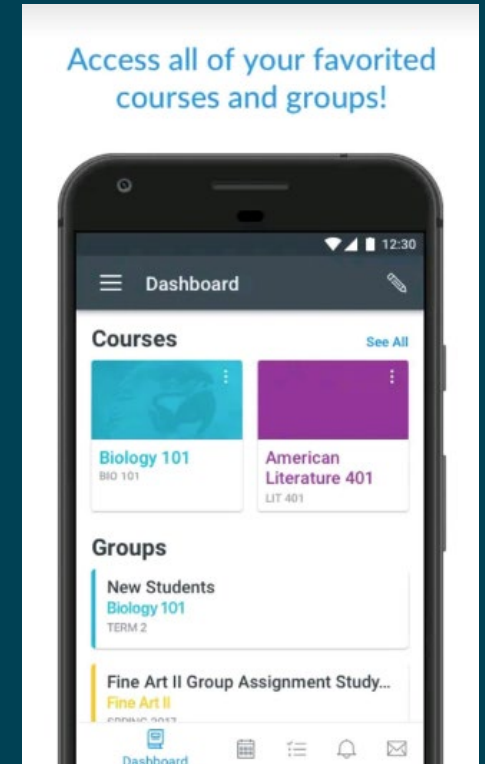 Access all of your favorited
courses and groups!
12:30
Dashboard
Courses
See All
Biology 101
BIO 101
American
Literature 401
LIT 401
Groups
New Students
Biology 101
TERM 2
Fine Art II Group Assignment Study...
Fine Art II
SPRING 2017
Dashboard